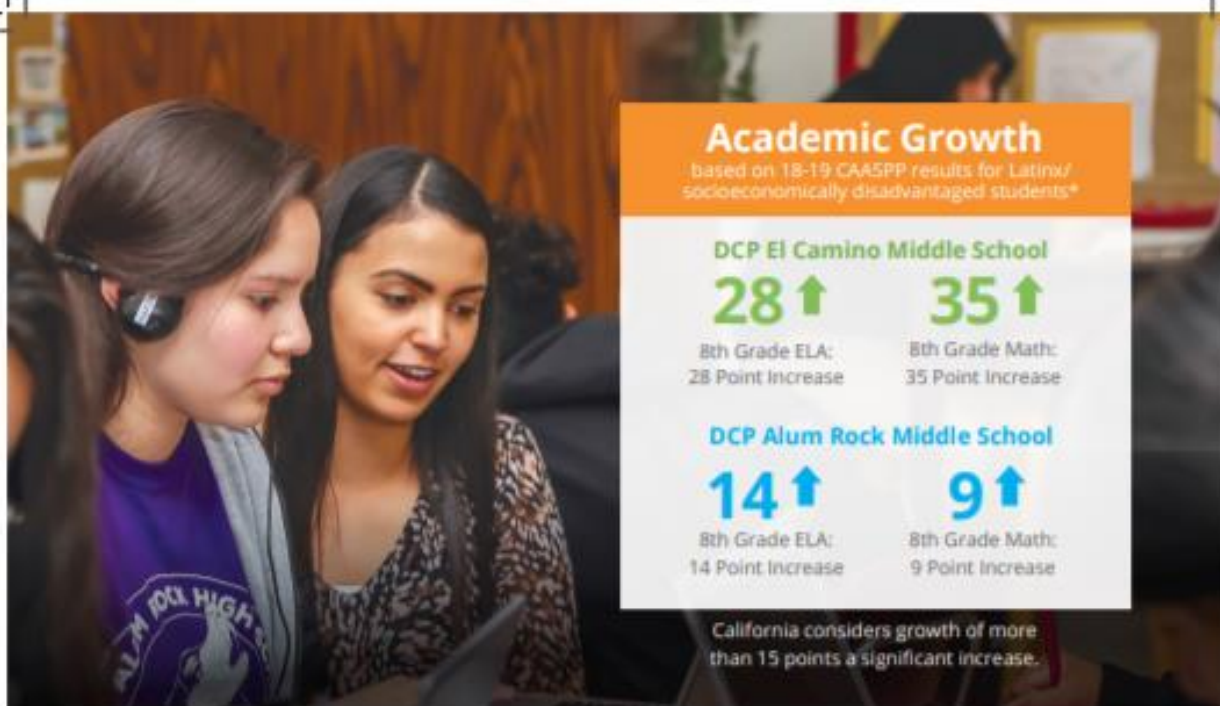 Academic Growth
based on 18-19 CAASPP results for Latinx/
socioeconomically disadvantaged students*
DCP El Camino Middle School
28 35
8th Grade ELA: 8th Grade Math:
28 Point Increase 35 Point Increase
DCP Alum Rock Middle School
14 9
8th Grade ELA: 8th Grade Math:
14 Point Increase 9 Point Increase
California considers growth of more
than 15 points a significant increase.
ROCK HIGH